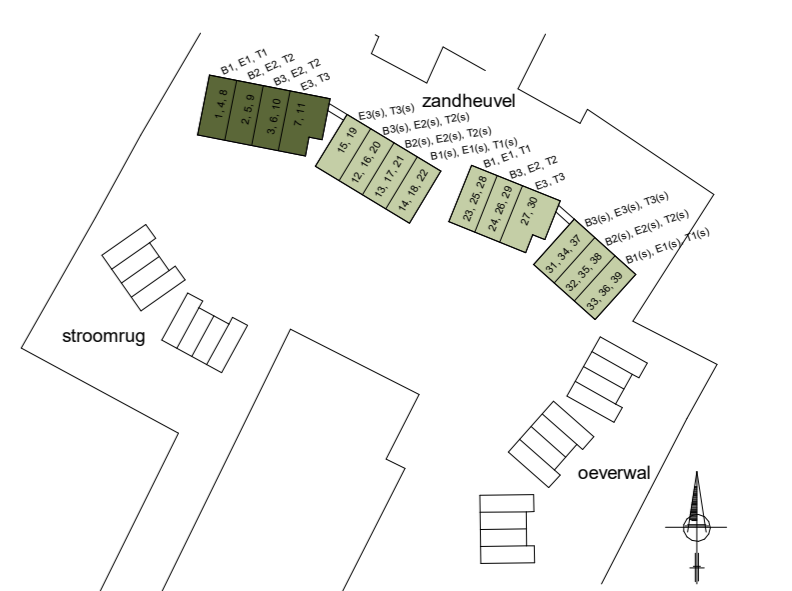 B1, E1, T1
B2, E2, T2
B3, E2, T2
E3, T3
1, 4, 8
2, 5, 9
3, 6, 10
7, 11
zandheuvel
E3(s), T3(s)
B3(s), E2(s), T2(s)
B2(s), E2(s), T2(s)
B1(s), E1(s), T1(s)
15, 19
12, 16, 20
13, 17, 21
14, 18, 22
B1, E1, T1
B3, E2, T2
E3, T3
23, 25, 28
24, 26, 29
27, 30
B3(s), E3(s), T3(s)
B2(s), E2(s), T2(s)
B1(s), E1(s), T1(s)
31, 34, 37
32, 35, 38
33, 36, 39
stroomrug
oeverwal